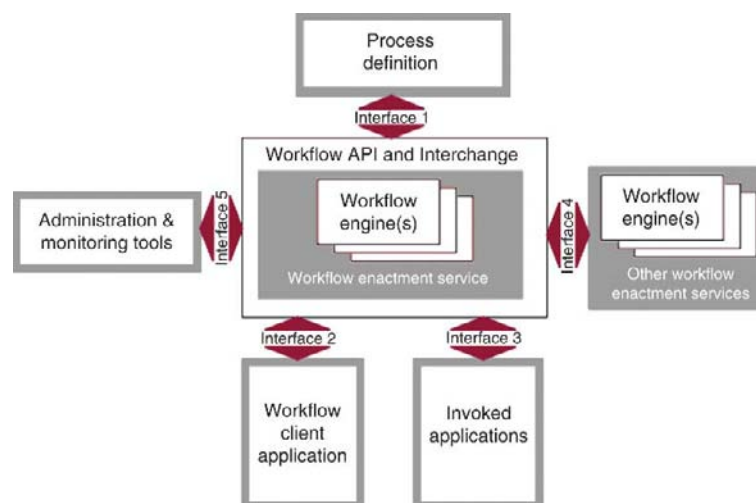 Process
definition
Interface 1
Workflow API and Interchange
Workflow
engine(s)
Workflow enactment service
Interface 5
Administration &
monitoring tools
Interface 4
Workflow
engine(s)
Other workflow
enactment services
Interface 2
Interface 3
Workflow
client
application
Invoked
applications